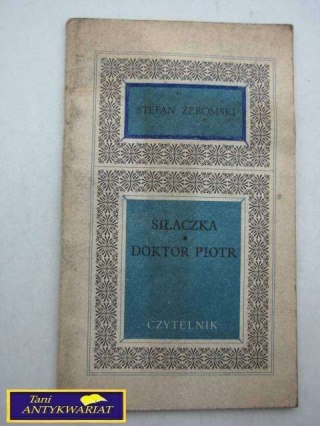 STEFAN ŻEROMSKI
SIŁACZKA
•
DOKTOR PIOTR
CZYTELNIK
Tani
ANTYKWARIAT